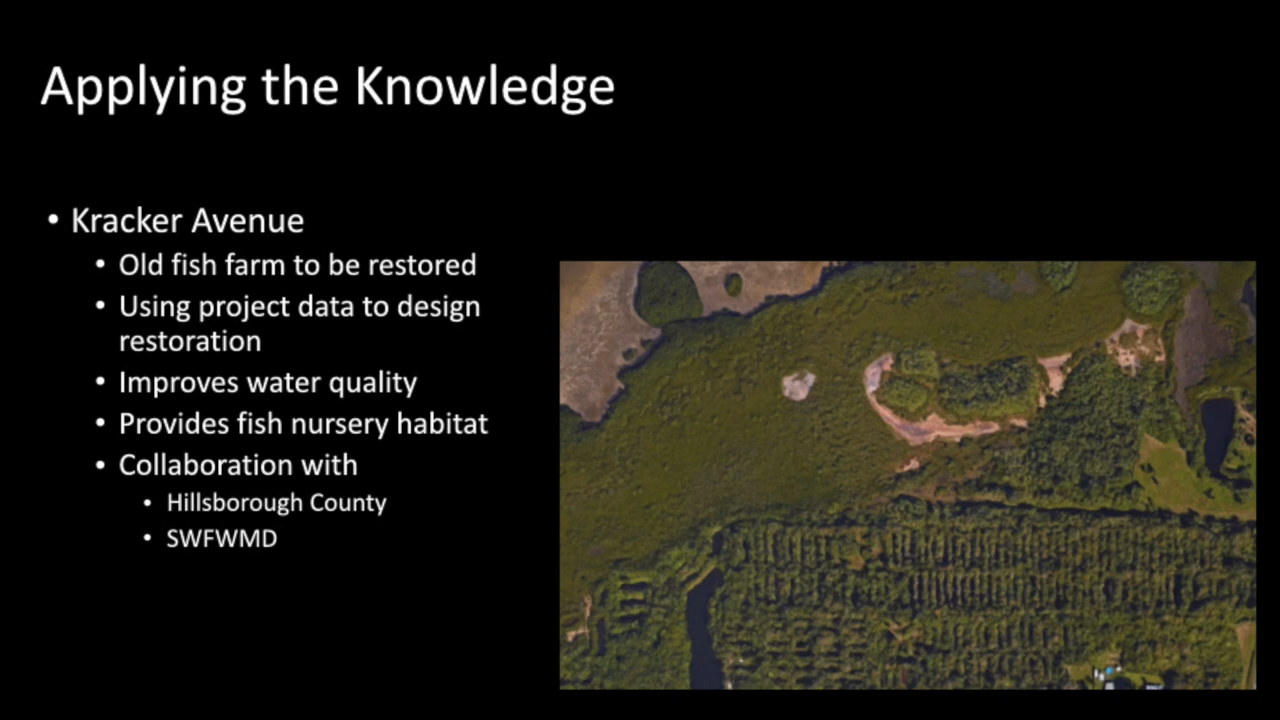 Applying the Knowledge
• Kracker Avenue
• Old fish farm to be restored
• Using project data to design
restoration
• Improves water quality
• Provides fish nursery habitat
• Collaboration with
• Hillsborough County
• SWFWMD